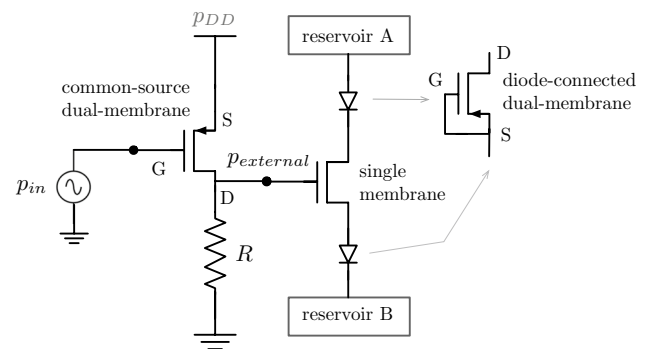 p_DD
reservoir A
D
G
diode-connected
dual-membrane
S
common-source
dual-membrane
S
G
p_external
single
membrane
p_in
D
R
reservoir B